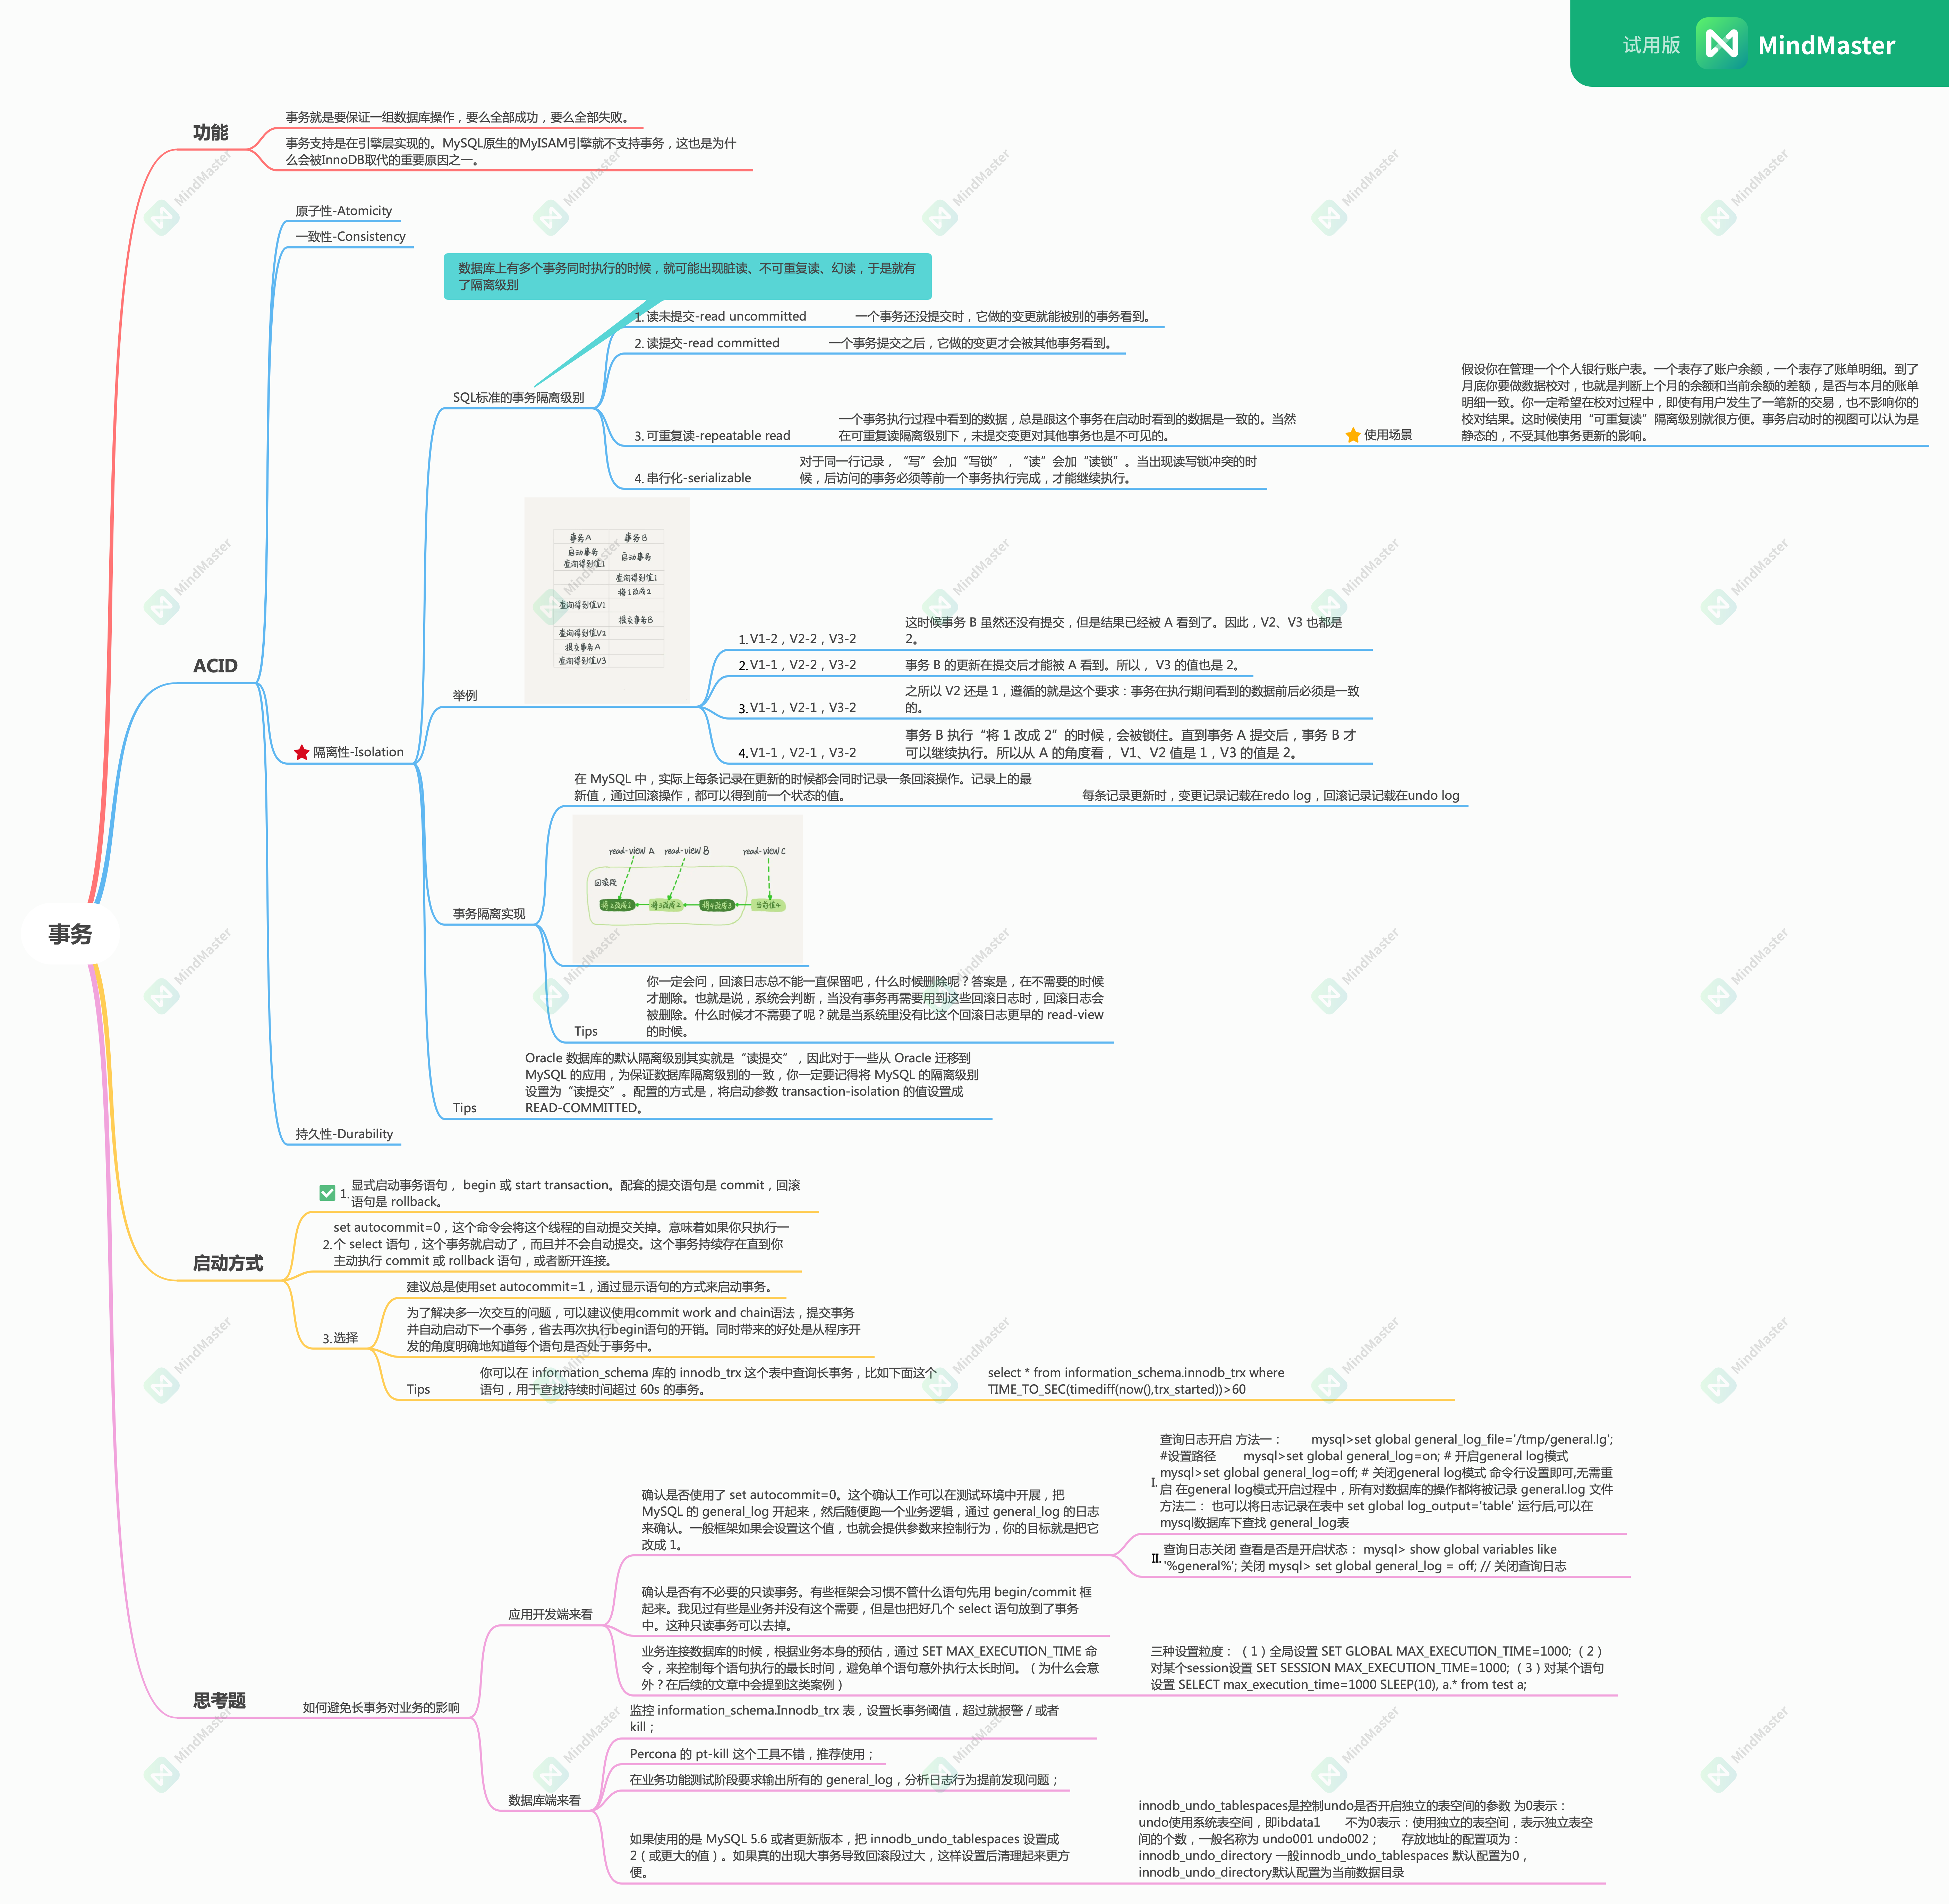 试用版 MindMaster
事务
功能
事务就是要保证一组数据库操作，要么全部成功，要么全部失败。
事务支持是在引擎层实现的。MySQL原生的MyISAM引擎就不支持事务，这也是为什
么会被InnoDB取代的重要原因之一。
ACID
原子性-Atomicity
一致性-Consistency
隔离性-Isolation
数据库上有多个事务同时执行的时候，就可能出现脏读、不可重复读、幻读，于是就有
了隔离级别
SQL标准的事务隔离级别
1. 读未提交-read uncommitted
一个事务还没提交时，它做的变更就能被别的事务看到。
2. 读提交-read committed
一个事务提交之后，它做的变更才会被其他事务看到。
3. 可重复读-repeatable read
一个事务执行过程中看到的数据，总是跟这个事务在启动时看到的数据是一致的。当然
在可重复读隔离级别下，未提交变更对其他事务也是不可见的。
使用场景
假设你在管理一个个人银行账户表。一个表存了账户余额，一个表存了账单明细。到了
月底你要做数据校对，也就是判断上个月的余额和当前余额的差额，是否与本月的账单
明细一致。你一定希望在校对过程中，即使有用户发生了一笔新的交易，也不影响你的
校对结果。这时候使用“可重复读”隔离级别就很方便。事务启动时的视图可以认为是
静态的，不受其他事务更新的影响。
4. 串行化-serializable
对于同一行记录，“写”会加“写锁”，“读”会加“读锁”。当出现读写锁冲突的时
候，后访问的事务必须等前一个事务执行完成，才能继续执行。
举例
事务A 事务B
启动事务
查询得到值1
启动事务
查询得到值1
将1改成2
查询得到值V1
提交事务B
查询得到值V2
提交事务A
查询得到值V3
1. V1-2，V2-2，V3-2
这时候事务 B 虽然还没有提交，但是结果已经被 A 看到了。因此，V2、V3 也都是
2。
2. V1-1，V2-2，V3-2
事务 B 的更新在提交后才能被 A 看到。所以， V3 的值也是 2。
3. V1-1，V2-1，V3-2
之所以 V2 还是 1，遵循的就是这个要求：事务在执行期间看到的数据前后必须是一致
的。
4. V1-1，V2-1，V3-2
事务 B 执行“将 1 改成 2”的时候，会被锁住。直到事务 A 提交后，事务 B 才
可以继续执行。所以从 A 的角度看， V1、V2 值是 1，V3 的值是 2。
事务隔离实现
在 MySQL 中，实际上每条记录在更新的时候都会同时记录一条回滚操作。记录上的最
新值，通过回滚操作，都可以得到前一个状态的值。
每条记录更新时，变更记录记载在redo log，回滚记录记载在undo log
read-view A read-view B read-view C
回滚段
将2改成1 将3改成2 将4改成3 当前值4
Tips
你一定会问，回滚日志总不能一直保留吧，什么时候删除呢？答案是，在不需要的时候
才删除。也就是说，系统会判断，当没有事务再需要用到这些回滚日志时，回滚日志会
被删除。什么时候才不需要了呢？就是当系统里没有比这个回滚日志更早的 read-view
的时候。
Tips
Oracle 数据库的默认隔离级别其实就是“读提交”，因此对于一些从 Oracle 迁移到
MySQL 的应用，为保证数据库隔离级别的一致，你一定要记得将 MySQL 的隔离级别
设置为“读提交”。配置的方式是，将启动参数 transaction-isolation 的值设置成
READ-COMMITTED。
持久性-Durability
启动方式
1. 显式启动事务语句， begin 或 start transaction。配套的提交语句是 commit，回滚
语句是 rollback。
2. set autocommit=0，这个命令会将这个线程的自动提交关掉。意味着如果你只执行一
个 select 语句，这个事务就启动了，而且并不会自动提交。这个事务持续存在直到你
主动执行 commit 或 rollback 语句，或者断开连接。
3. 选择
建议总是使用set autocommit=1，通过显示语句的方式来启动事务。
为了解决多一次交互的问题，可以建议使用commit work and chain语法，提交事务
并自动启动下一个事务，省去再次执行begin语句的开销。同时带来的好处是从程序开
发的角度明确地知道每个语句是否处于事务中。
Tips
你可以在 information_schema 库的 innodb_trx 这个表中查询长事务，比如下面这个
语句，用于查找持续时间超过 60s 的事务。
select * from information_schema.innodb_trx where
TIME_TO_SEC(timediff(now(),trx_started))>60
思考题
如何避免长事务对业务的影响
应用开发端来看
确认是否使用了 set autocommit=0。这个确认工作可以在测试环境中开展，把
MySQL 的 general_log 开起来，然后随便跑一个业务逻辑，通过 general_log 的日志
来确认。一般框架如果会设置这个值，也就会提供参数来控制行为，你的目标就是把它
改成 1。
I. 查询日志开启 方法一： mysql>set global general_log_file='/tmp/general.lg';
#设置路径 mysql>set global general_log=on; # 开启general log模式
mysql>set global general_log=off; # 关闭general log模式 命令行设置即可,无需重
启 在general log模式开启过程中，所有对数据库的操作都将被记录 general.log 文件
方法二： 也可以将日志记录在表中 set global log_output='table' 运行后,可以在
mysql数据库下查找 general_log表
II. 查询日志关闭 查看是否是开启状态： mysql> show global variables like
'%general%'; 关闭 mysql> set global general_log = off; // 关闭查询日志
确认是否有不必要的只读事务。有些框架会习惯不管什么语句先用 begin/commit 框
起来。我见过有些是业务并没有这个需要，但是也把好几个 select 语句放到了事务
中。这种只读事务可以去掉。
业务连接数据库的时候，根据业务本身的预估，通过 SET MAX_EXECUTION_TIME 命
令，来控制每个语句执行的最长时间，避免单个语句意外执行太长时间。（为什么会意
外？在后续的文章中会提到这类案例）
三种设置粒度： （1）全局设置 SET GLOBAL MAX_EXECUTION_TIME=1000; （2）
对某个session设置 SET SESSION MAX_EXECUTION_TIME=1000; （3）对某个语句
设置 SELECT max_execution_time=1000 SLEEP(10), a.* from test a;
数据库端来看
监控 information_schema.Innodb_trx 表，设置长事务阈值，超过就报警 / 或者
kill；
Percona 的 pt-kill 这个工具不错，推荐使用；
在业务功能测试阶段要求输出所有的 general_log，分析日志行为提前发现问题；
如果使用的是 MySQL 5.6 或者更新版本，把 innodb_undo_tablespaces 设置成
2（或更大的值）。如果真的出现大事务导致回滚段过大，这样设置后清理起来更方
便。
innodb_undo_tablespaces是控制undo是否开启独立的表空间的参数 为0表示：
undo使用系统表空间，即ibdata1 不为0表示：使用独立的表空间，表示独立表空
间的个数，一般名称为 undo001 undo002； 存放地址的配置项为：
innodb_undo_directory 一般innodb_undo_tablespaces 默认配置为0，
innodb_undo_directory默认配置为当前数据目录